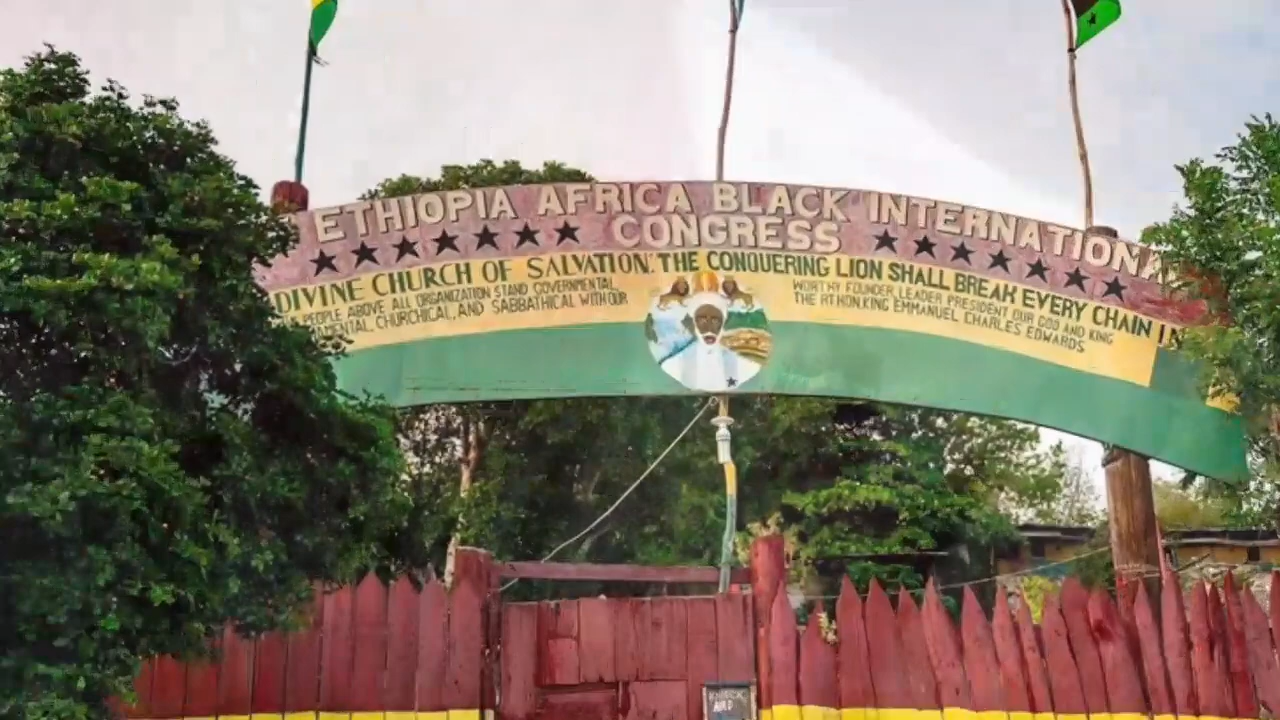 ETHIOPIA AFRICA BLACK INTERNATIONAL
CONGRESS
DIVINE CHURCH OF SALVATION. THE CONQUERING LION SHALL BREAK EVERY CHAIN
PEOPLE ABOVE ALL ORGANIZATION STAND GOVERNMENTAL,
CHURCHICAL, AND SABBATHICAL WITH OUR
WORTHY FOUNDER, LEADER PRESIDENT OUR GOD AND KING
THE RT. HON. KING EMMANUEL CHARLES EDWARDS
KNOCK
AND